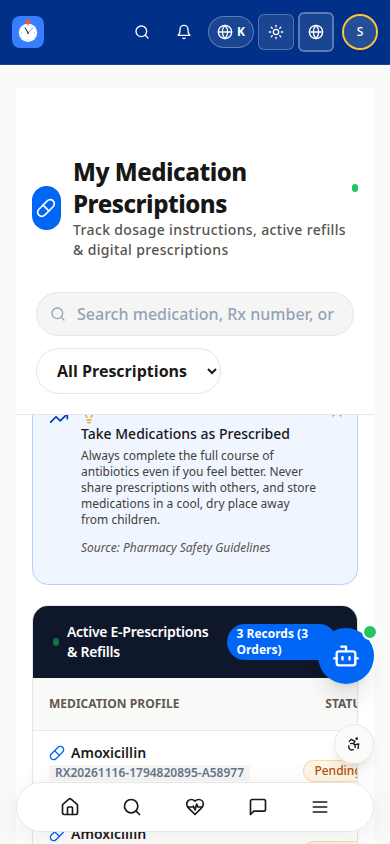 K
S
My Medication
Prescriptions
Track dosage instructions, active refills
& digital prescriptions
Search medication, Rx number, or
All Prescriptions
Take Medications as Prescribed
Always complete the full course of
antibiotics even if you feel better. Never
share prescriptions with others, and store
medications in a cool, dry place away
from children.
Source: Pharmacy Safety Guidelines
Active E-Prescriptions
& Refills
3 Records (3
Orders)
MEDICATION PROFILE
STATU
Amoxicillin
RX20261116-1794820895-A58977
Pending
Amoxicillin